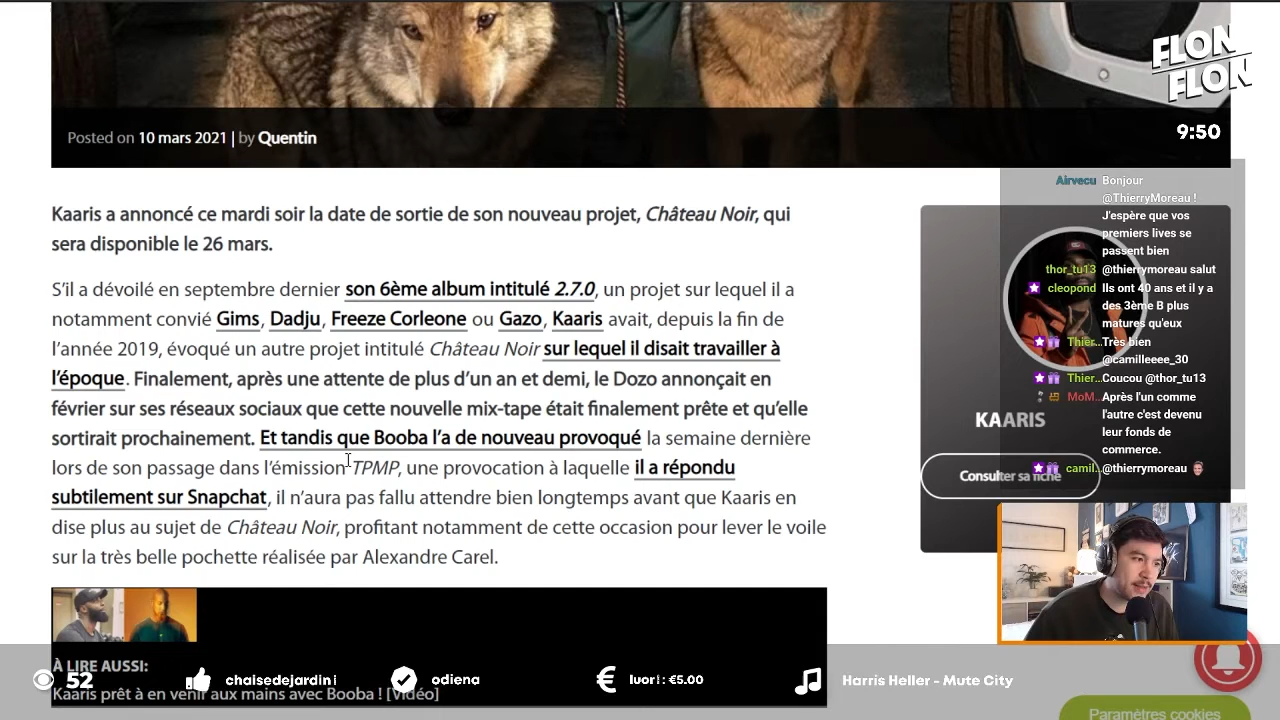 FLON
FLON
9:50
Posted on 10 mars 2021 | by Quentin
Kaaris a annoncé ce mardi soir la date de sortie de son nouveau projet, Château Noir, qui
sera disponible le 26 mars.
S'il a dévoilé en septembre dernier son 6ème album intitulé 2.7.0, un projet sur lequel il a
notamment convié Gims, Dadju, Freeze Corleone ou Gazo, Kaaris avait, depuis la fin de
l'année 2019, évoqué un autre projet intitulé Château Noir sur lequel il disait travailler à
l'époque. Finalement, après une attente de plus d'un an et demi, le Dozo annonçait en
février sur ses réseaux sociaux que cette nouvelle mix-tape était finalement prête et qu'elle
sortirait prochainement. Et tandis que Booba l'a de nouveau provoqué la semaine dernière
lors de son passage dans l'émission TPMP, une provocation à laquelle il a répondu
subtilement sur Snapchat, il n'aura pas fallu attendre bien longtemps avant que Kaaris en
dise plus au sujet de Château Noir, profitant notamment de cette occasion pour lever le voile
sur la très belle pochette réalisée par Alexandre Carel.
À LIRE AUSSI:
Kaaris prêt à en venir aux mains avec Booba ! [Vidéo]
KAARIS
Consulter sa fiche
Airvecu Bonjour
@ThierryMoreau !
J'espère que vos
premiers lives se
passent bien
thor_tu13 @thierrymoreau salut
cleopond Ils ont 40 ans et il y a
des 3ème B plus
matures qu'eux
Thier... Très bien
@camilleeee_30
Thier... Coucou @thor_tu13
MoM... Après l'un comme
l'autre c'est devenu
leur fonds de
commerce.
camil... @thierrymoreau
52 chaisedejardin1 odiena luor1: €5.00 Harris Heller - Mute City
Paramètres cookies